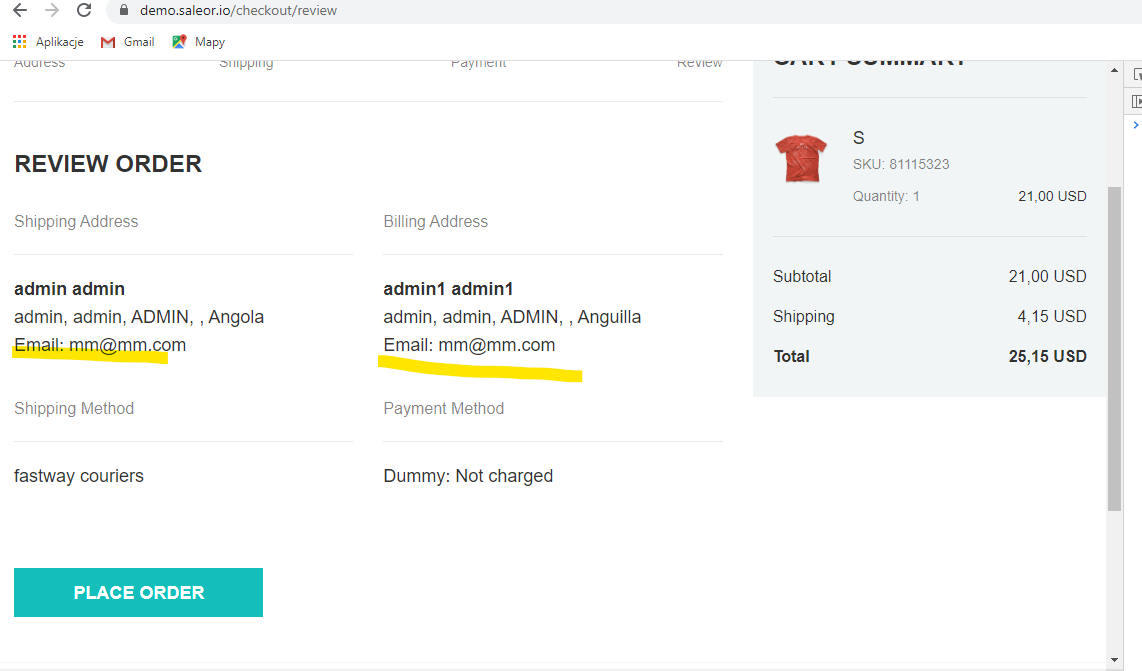 demo.saleor.io/checkout/review
Aplikacje Gmail Mapy
Address Shipping Payment Review
CART SUMMARY
REVIEW ORDER
Shipping Address
admin admin
admin, admin, ADMIN, , Angola
Email: mm@mm.com
Billing Address
admin1 admin1
admin, admin, ADMIN, , Anguilla
Email: mm@mm.com
Shipping Method
fastway couriers
Payment Method
Dummy: Not charged
PLACE ORDER
S
SKU: 81115323
Quantity: 1 21,00 USD
Subtotal 21,00 USD
Shipping 4,15 USD
Total 25,15 USD